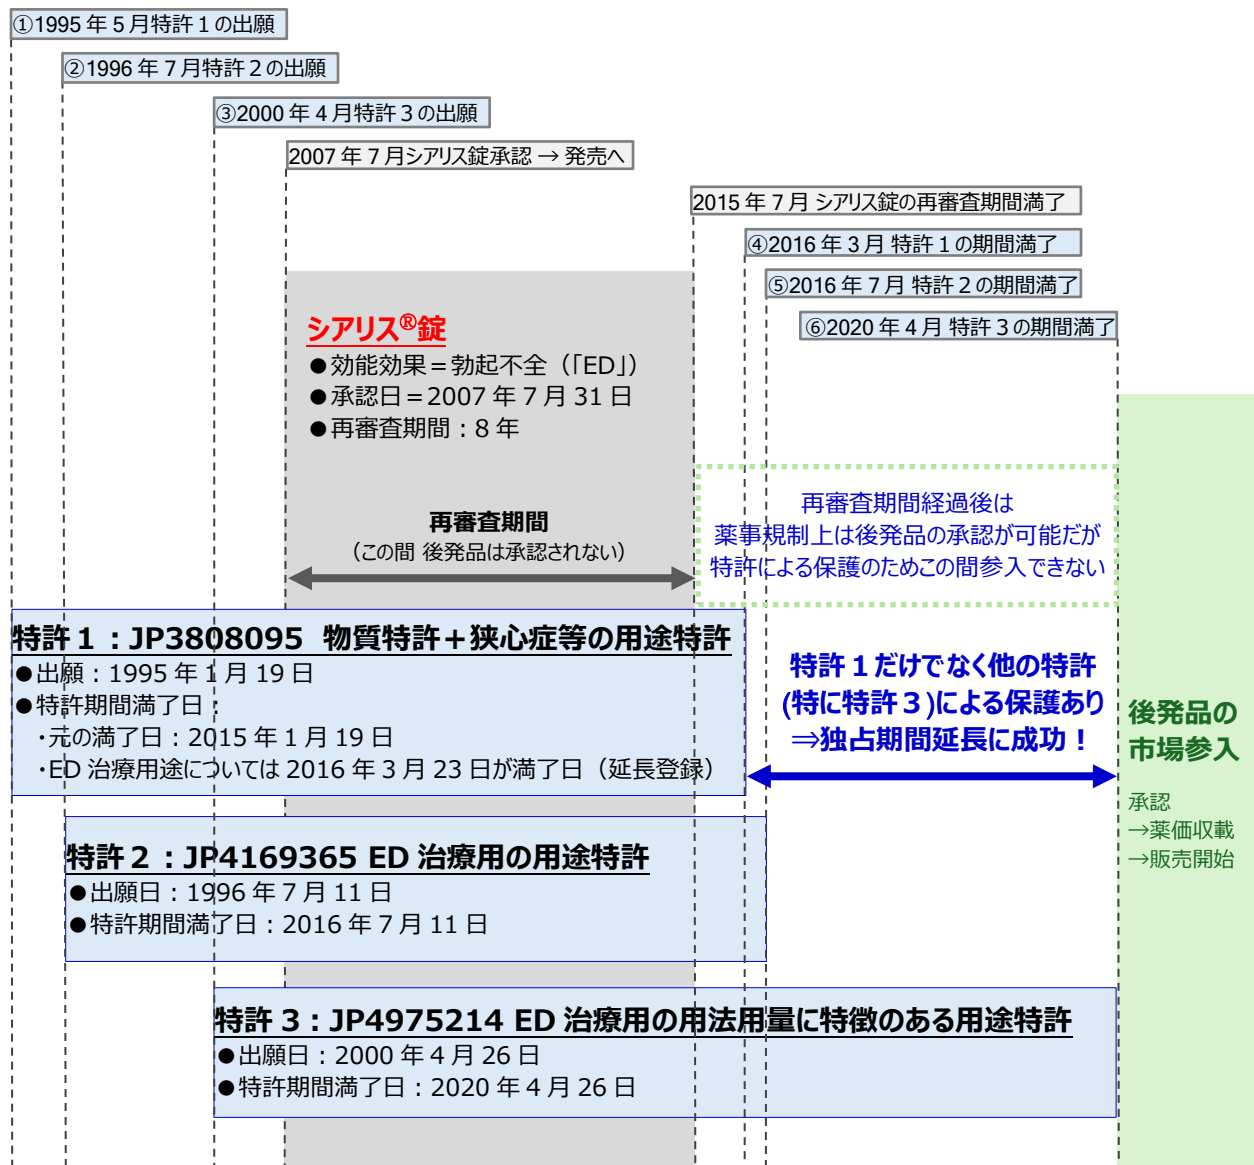 ①1995年5月特許1の出願
②1996年7月特許2の出願
③2000年4月特許3の出願
2007年7月シアリス錠承認 → 発売へ
2015年7月 シアリス錠の再審査期間満了
④2016年3月 特許1の期間満了
⑤2016年7月 特許2の期間満了
⑥2020年4月 特許3の期間満了
シアリス®錠
●効能効果=勃起不全(「ED」)
●承認日=2007年7月31日
●再審査期間:8年
再審査期間
(この間 後発品は承認されない)
再審査期間経過後は
薬事規制上は後発品の承認が可能だが
特許による保護のためこの間参入できない
特許1:JP3808095 物質特許+狭心症等の用途特許
●出願:1995年1月19日
●特許期間満了日:
・元の満了日:2015年1月19日
・ED治療用途については2016年3月23日が満了日(延長登録)
特許1だけでなく他の特許
(特に特許3)による保護あり
⇒独占期間延長に成功!
後発品の
市場参入
承認
→薬価収載
→販売開始
特許2:JP4169365 ED治療用の用途特許
●出願日:1996年7月11日
●特許期間満了日:2016年7月11日
特許3:JP4975214 ED治療用の用法用量に特徴のある用途特許
●出願日:2000年4月26日
●特許期間満了日:2020年4月26日